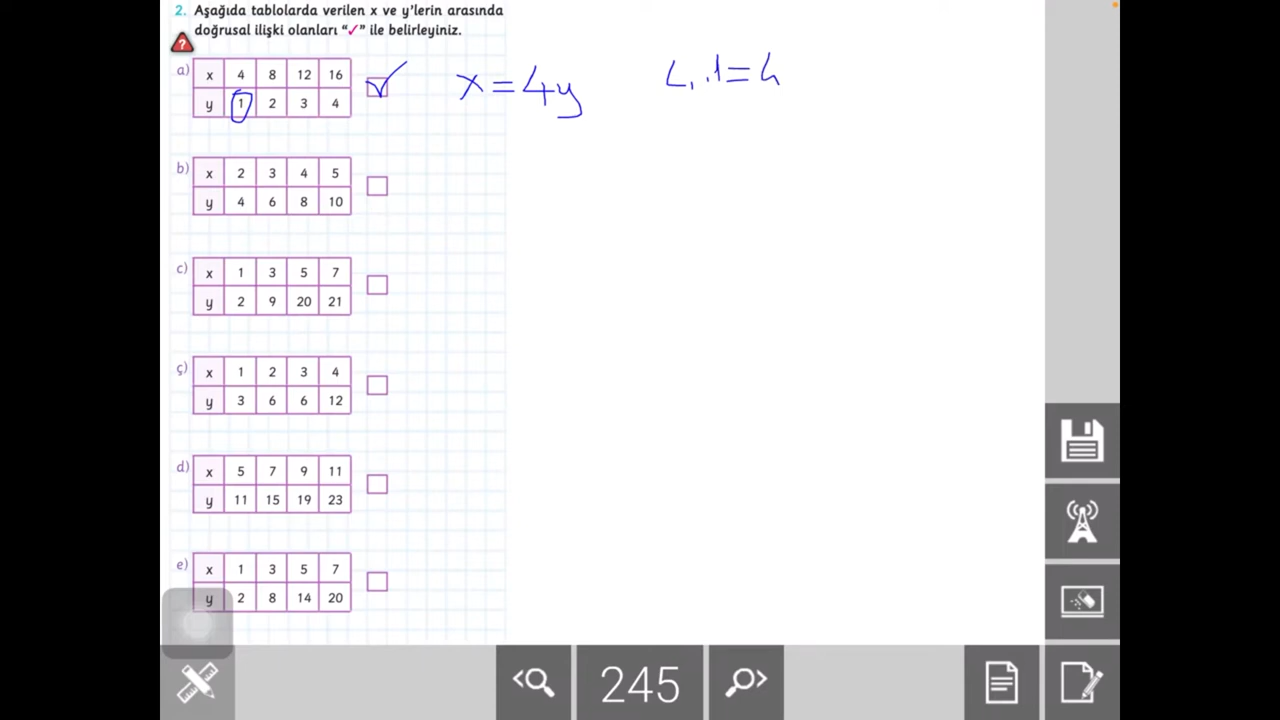 2. Aşağıda tablolarda verilen x ve y'lerin arasında
doğrusal ilişki olanları "✓" ile belirleyiniz.
a) x 4 8 12 16
y 1 2 3 4
✓ x = 4y 4.1=4
b) x 2 3 4 5
y 4 6 8 10
c) x 1 3 5 7
y 2 9 20 21
ç) x 1 2 3 4
y 3 6 6 12
d) x 5 7 9 11
y 11 15 19 23
e) x 1 3 5 7
y 2 8 14 20
245